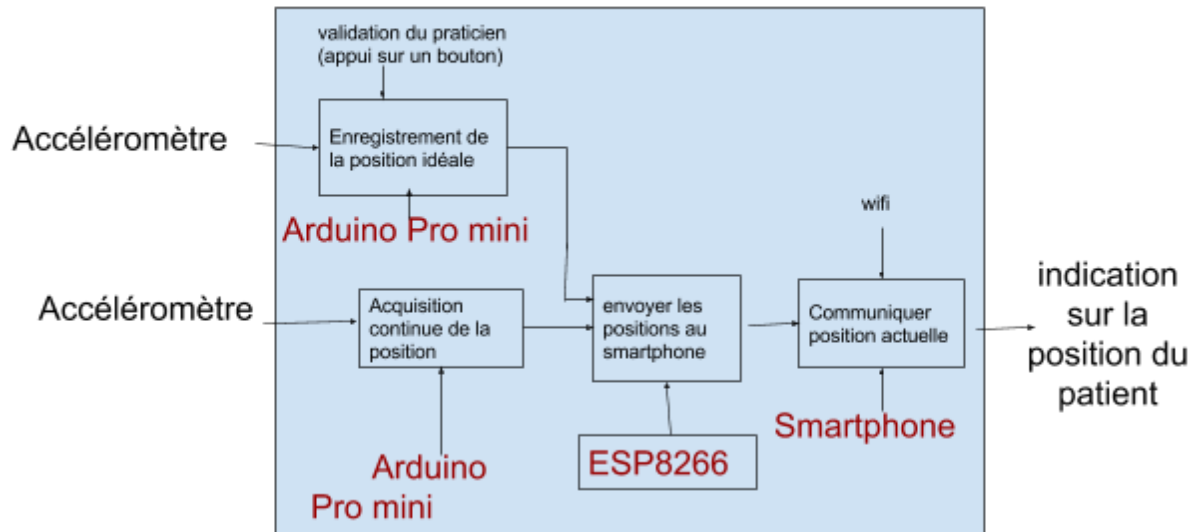 validation du praticien
(appui sur un bouton)
Accéléromètre
Enregistrement de
la position idéale
Arduino Pro mini
wifi
Accéléromètre
Acquisition
continue de la
position
envoyer les
positions au
smartphone
Communiquer
position actuelle
indication
sur la
position du
patient
Arduino
Pro mini
ESP8266
Smartphone